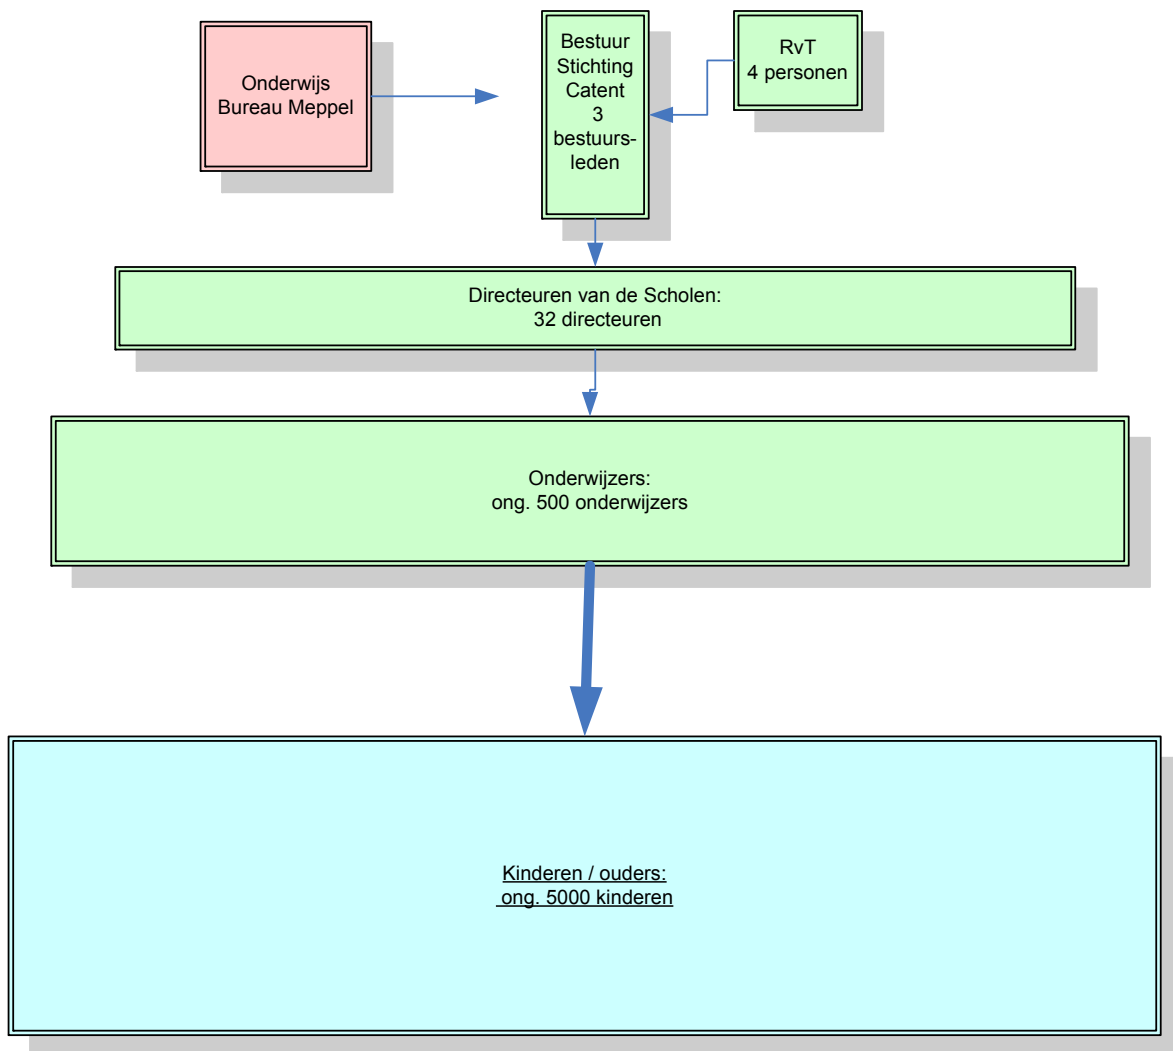 Onderwijs
Bureau Meppel
Bestuur
Stichting
Catent
3
bestuurs-
leden
RvT
4 personen
Directeuren van de Scholen:
32 directeuren
Onderwijzers:
ong. 500 onderwijzers
Kinderen / ouders:
ong. 5000 kinderen